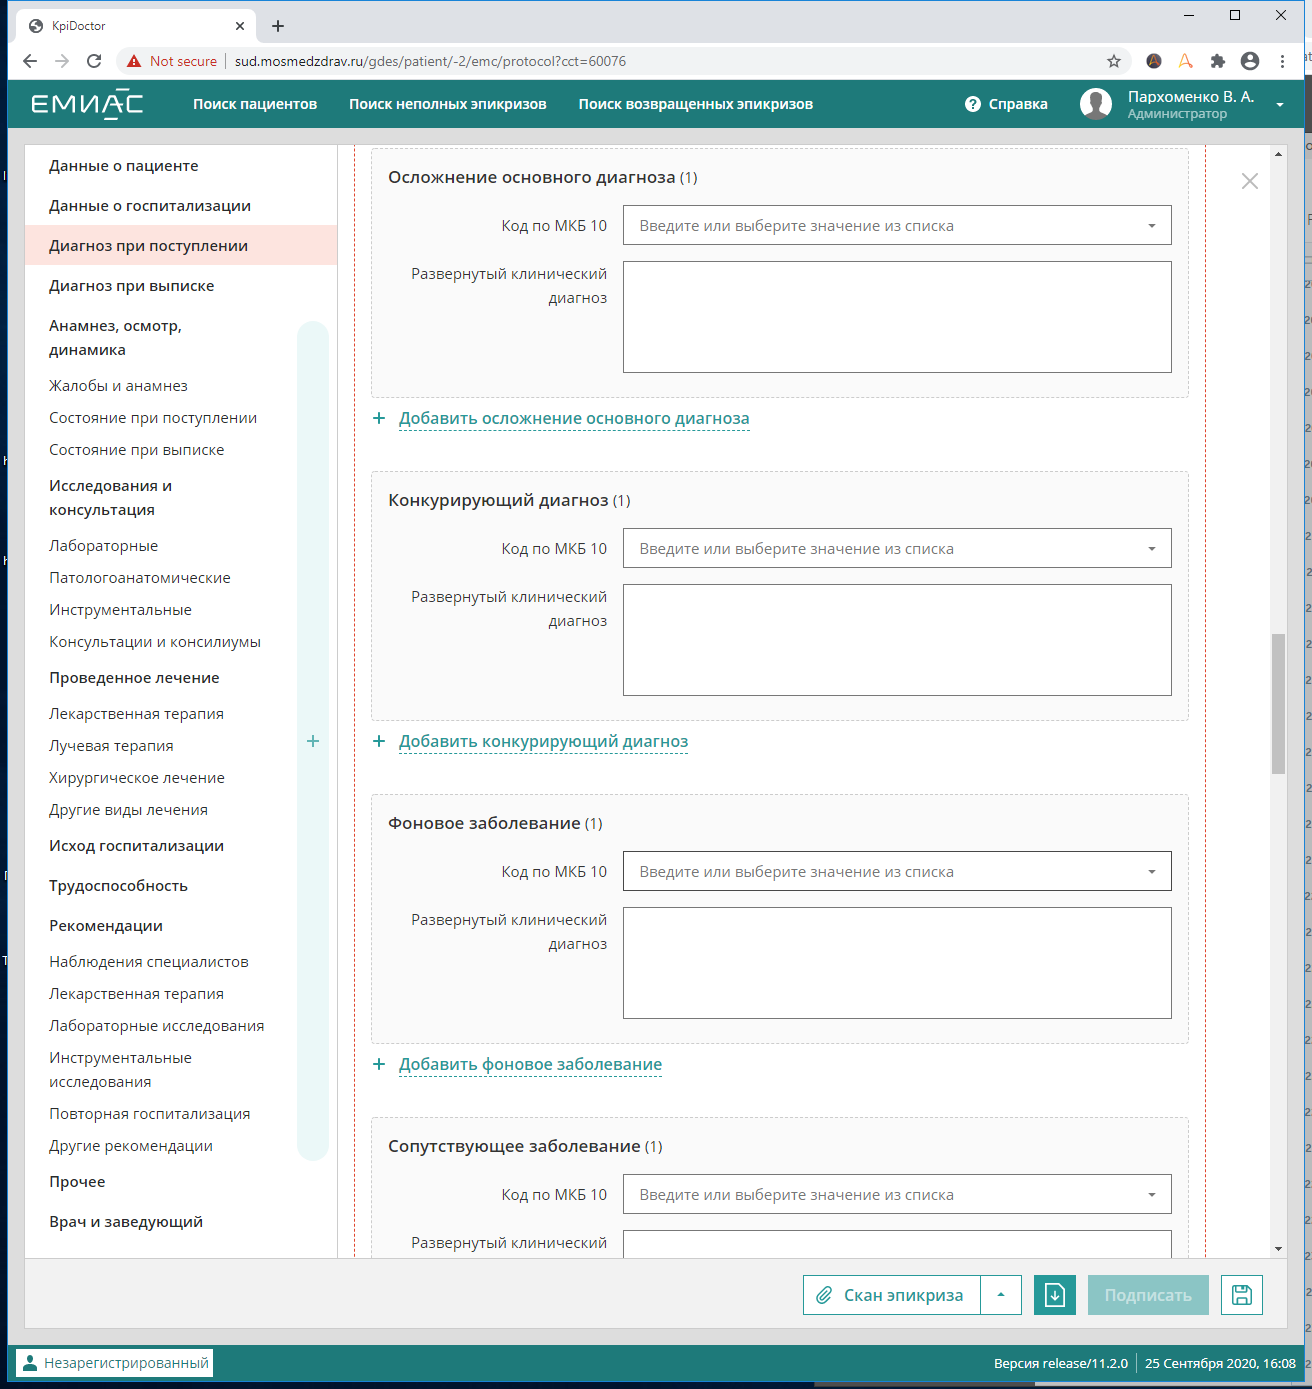 KpiDoctor
Not secure
sud.mosmedzdrav.ru/gdes/patient/-2/emc/protocol?cct=60076
ЕМИАС
Поиск пациентов
Поиск неполных эпикризов
Поиск возвращенных эпикризов
Справка
Пархоменко В. А.
Администратор
Данные о пациенте
Данные о госпитализации
Диагноз при поступлении
Диагноз при выписке
Анамнез, осмотр,
динамика
Жалобы и анамнез
Состояние при поступлении
Состояние при выписке
Исследования и
консультация
Лабораторные
Патологоанатомические
Инструментальные
Консультации и консилиумы
Проведенное лечение
Лекарственная терапия
Лучевая терапия
Хирургическое лечение
Другие виды лечения
Исход госпитализации
Трудоспособность
Рекомендации
Наблюдения специалистов
Лекарственная терапия
Лабораторные исследования
Инструментальные
исследования
Повторная госпитализация
Другие рекомендации
Прочее
Врач и заведующий
Осложнение основного диагноза (1)
Код по МКБ 10
Введите или выберите значение из списка
Развернутый клинический
диагноз
+ Добавить осложнение основного диагноза
Конкурирующий диагноз (1)
Код по МКБ 10
Введите или выберите значение из списка
Развернутый клинический
диагноз
+ Добавить конкурирующий диагноз
Фоновое заболевание (1)
Код по МКБ 10
Введите или выберите значение из списка
Развернутый клинический
диагноз
+ Добавить фоновое заболевание
Сопутствующее заболевание (1)
Код по МКБ 10
Введите или выберите значение из списка
Развернутый клинический
Скан эпикриза
Подписать
Незарегистрированный
Версия release/11.2.0
25 Сентября 2020, 16:08